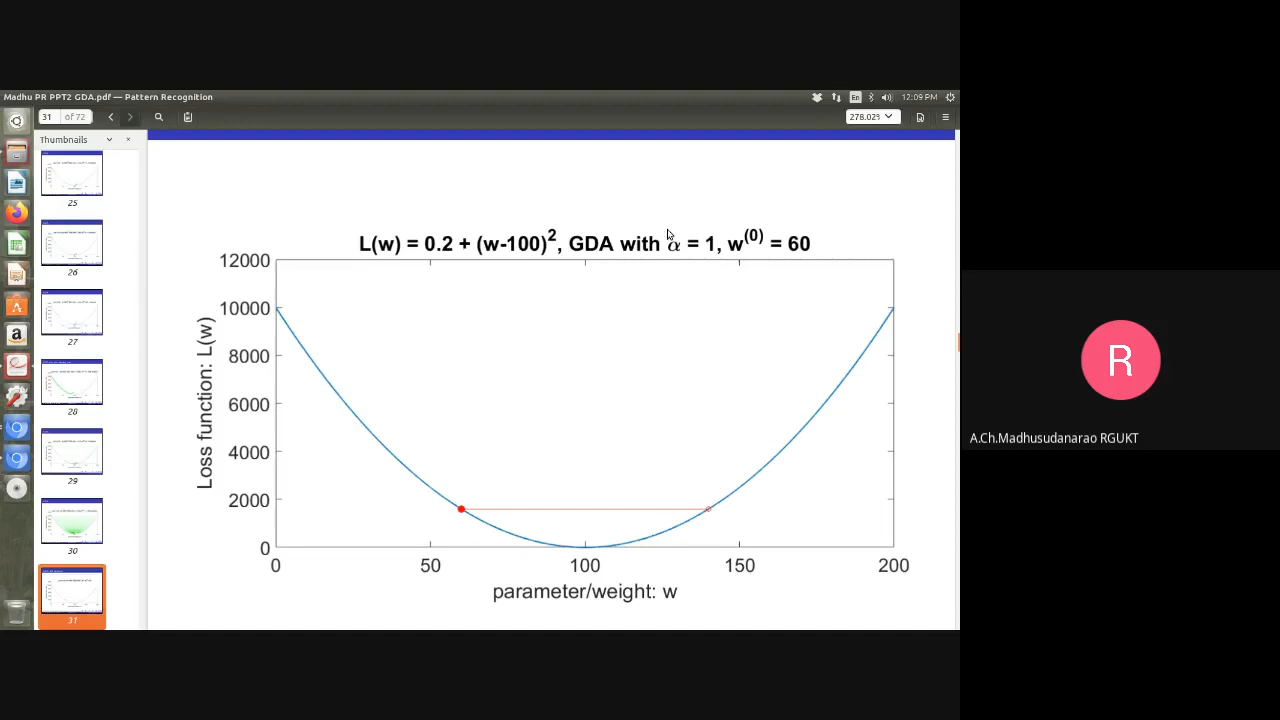 Madhu PR PPT2 GDA.pdf — Pattern Recognition
En
12:09 PM
31 of 72
278.02%
Thumbnails
25
26
27
28
29
30
31
L(w) = 0.2 + (w-100)^2, GDA with α = 1, w^(0) = 60
12000
10000
8000
6000
4000
2000
0
Loss function: L(w)
0 50 100 150 200
parameter/weight: w
R
A.Ch.Madhusudanarao RGUKT